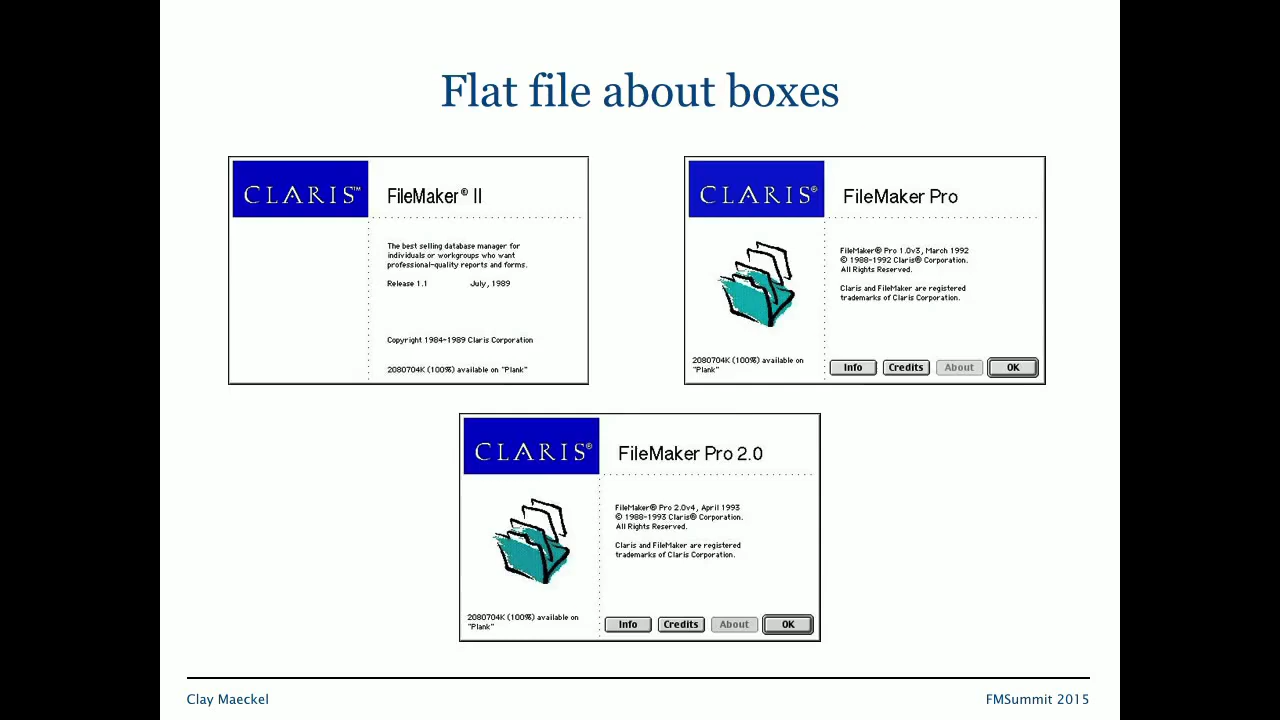 Flat file about boxes
CLARIS™
FileMaker® II
The best selling database manager for
individuals or workgroups who want
professional-quality reports and forms.
Release 1.1 July, 1989
Copyright 1984-1989 Claris Corporation
2080704K (100%) available on "Plank"
CLARIS®
FileMaker Pro
FileMaker® Pro 1.0v3, March 1992
© 1988-1992 Claris® Corporation.
All Rights Reserved.
Claris and FileMaker are registered
trademarks of Claris Corporation.
2080704K (100%) available on
"Plank"
Info Credits About OK
CLARIS®
FileMaker Pro 2.0
FileMaker® Pro 2.0v4, April 1993
© 1988-1993 Claris® Corporation.
All Rights Reserved.
Claris and FileMaker are registered
trademarks of Claris Corporation.
2080704K (100%) available on
"Plank"
Info Credits About OK
Clay Maeckel FMSummit 2015